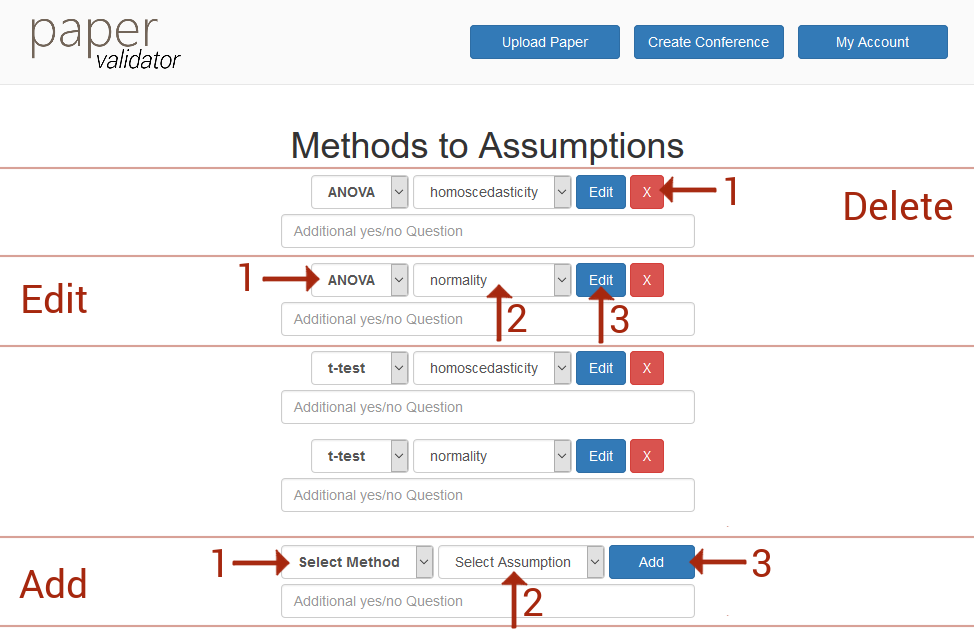 paper
validator
Upload Paper Create Conference My Account
Methods to Assumptions
ANOVA homoscedasticity Edit X 1
Delete
Additional yes/no Question
1 ANOVA normality Edit X
Edit
Additional yes/no Question 2 3
t-test homoscedasticity Edit X
Additional yes/no Question
t-test normality Edit X
Additional yes/no Question
1 Select Method Select Assumption Add 3
Add
Additional yes/no Question 2